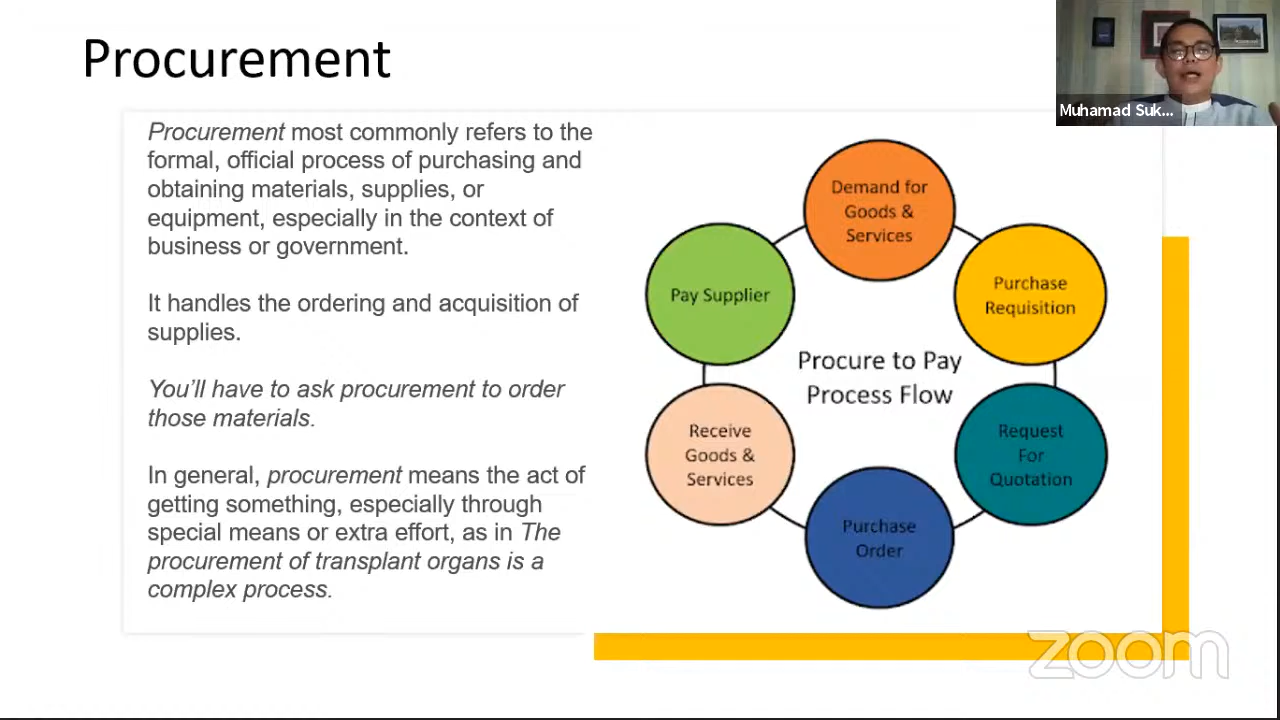 Procurement
Muhamad Suk...
Procurement most commonly refers to the
formal, official process of purchasing and
obtaining materials, supplies, or
equipment, especially in the context of
business or government.
It handles the ordering and acquisition of
supplies.
You’ll have to ask procurement to order
those materials.
In general, procurement means the act of
getting something, especially through
special means or extra effort, as in The
procurement of transplant organs is a
complex process.
Procure to Pay
Process Flow
Demand for
Goods &
Services
Purchase
Requisition
Request
For
Quotation
Purchase
Order
Receive
Goods &
Services
Pay Supplier
zoom